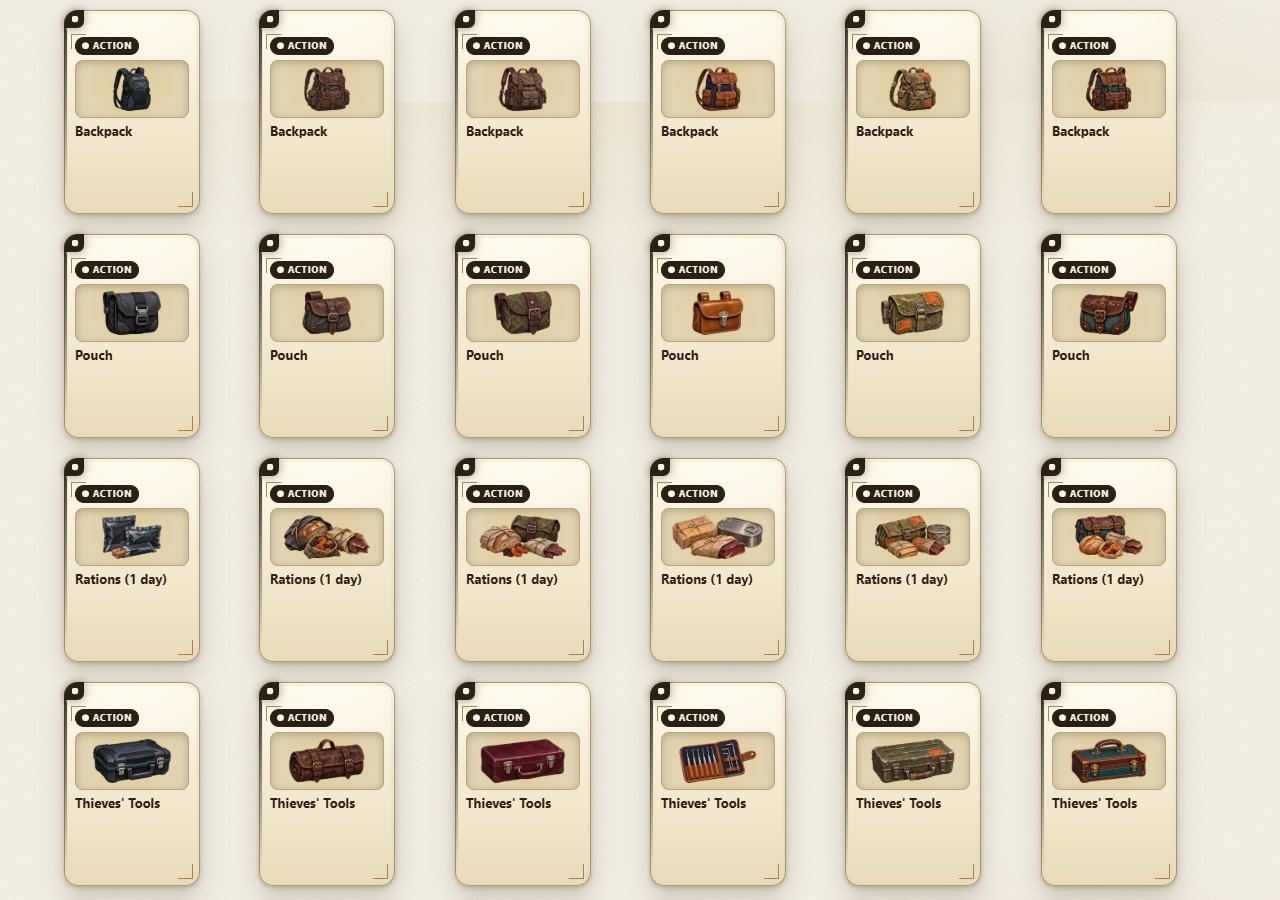 ACTION ACTION ACTION ACTION ACTION ACTION
Backpack Backpack Backpack Backpack Backpack Backpack
ACTION ACTION ACTION ACTION ACTION ACTION
Pouch Pouch Pouch Pouch Pouch Pouch
ACTION ACTION ACTION ACTION ACTION ACTION
Rations (1 day) Rations (1 day) Rations (1 day) Rations (1 day) Rations (1 day) Rations (1 day)
ACTION ACTION ACTION ACTION ACTION ACTION
Thieves' Tools Thieves' Tools Thieves' Tools Thieves' Tools Thieves' Tools Thieves' Tools